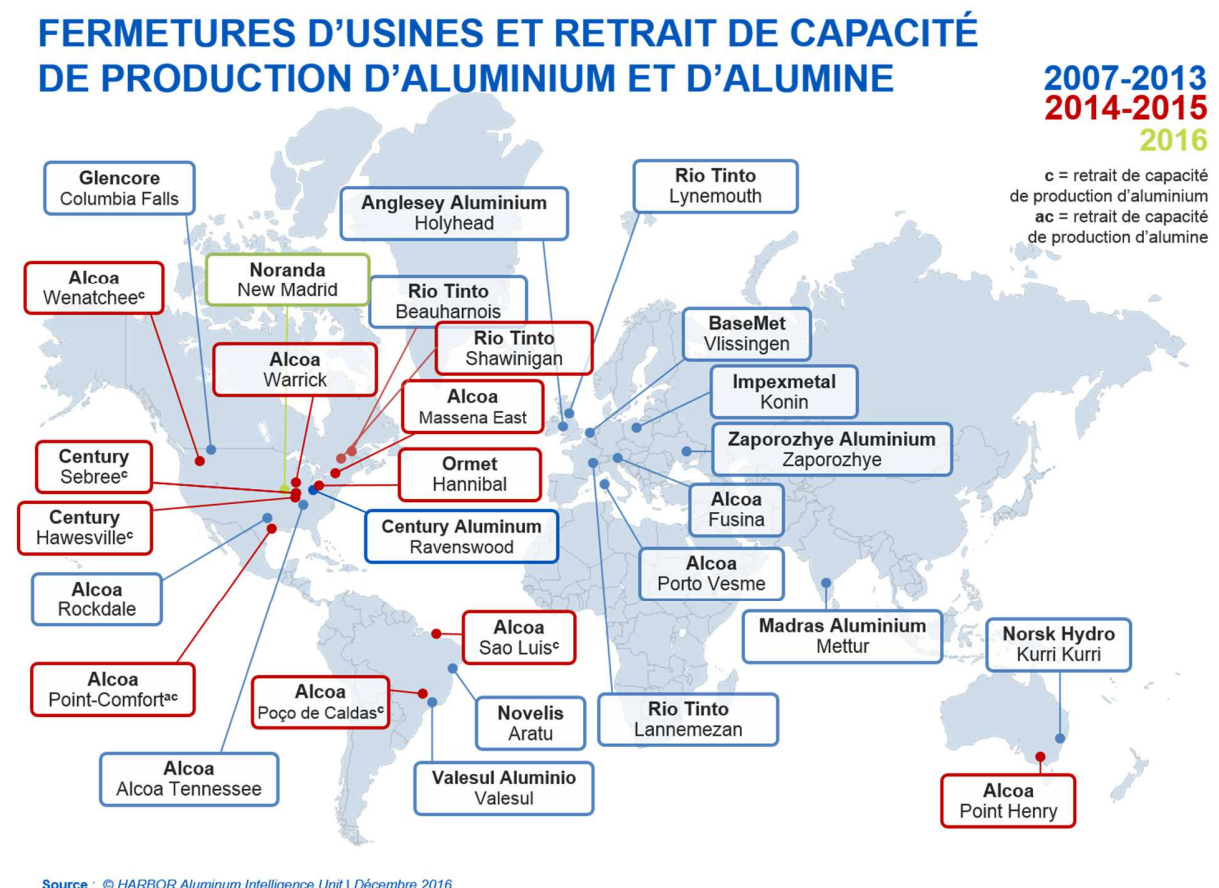 FERMETURES D’USINES ET RETRAIT DE CAPACITÉ
DE PRODUCTION D’ALUMINIUM ET D’ALUMINE
2007-2013
2014-2015
2016
c = retrait de capacité
de production d’aluminium
ac = retrait de capacité
de production d’alumine
Glencore
Columbia Falls
Anglesey Aluminium
Holyhead
Rio Tinto
Lynemouth
Alcoa
Wenatcheeᶜ
Noranda
New Madrid
Rio Tinto
Beauharnois
Rio Tinto
Shawinigan
BaseMet
Vlissingen
Alcoa
Warrick
Alcoa
Massena East
Impexmetal
Konin
Century
Sebreeᶜ
Ormet
Hannibal
Zaporozhye Aluminium
Zaporozhye
Century
Hawesvilleᶜ
Century Aluminum
Ravenswood
Alcoa
Fusina
Alcoa
Rockdale
Alcoa
Porto Vesme
Alcoa
Sao Luisᶜ
Madras Aluminium
Mettur
Norsk Hydro
Kurri Kurri
Alcoa
Point-Comfortᵃᶜ
Alcoa
Poço de Caldasᶜ
Novelis
Aratu
Rio Tinto
Lannemezan
Alcoa
Alcoa Tennessee
Valesul Aluminio
Valesul
Alcoa
Point Henry
Source : © HARBOR Aluminum Intelligence Unit | Décembre 2016